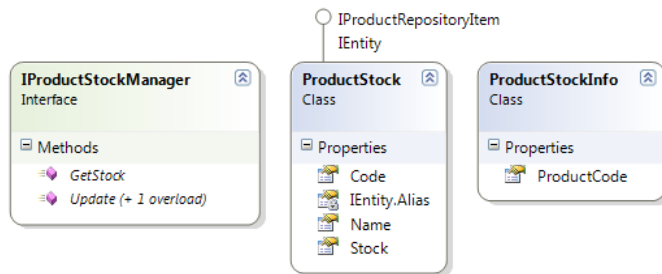 IProductRepositoryItem
IEntity
IProductStockManager
Interface
Methods
GetStock
Update (+ 1 overload)
ProductStock
Class
Properties
Code
IEntity.Alias
Name
Stock
ProductStockInfo
Class
Properties
ProductCode